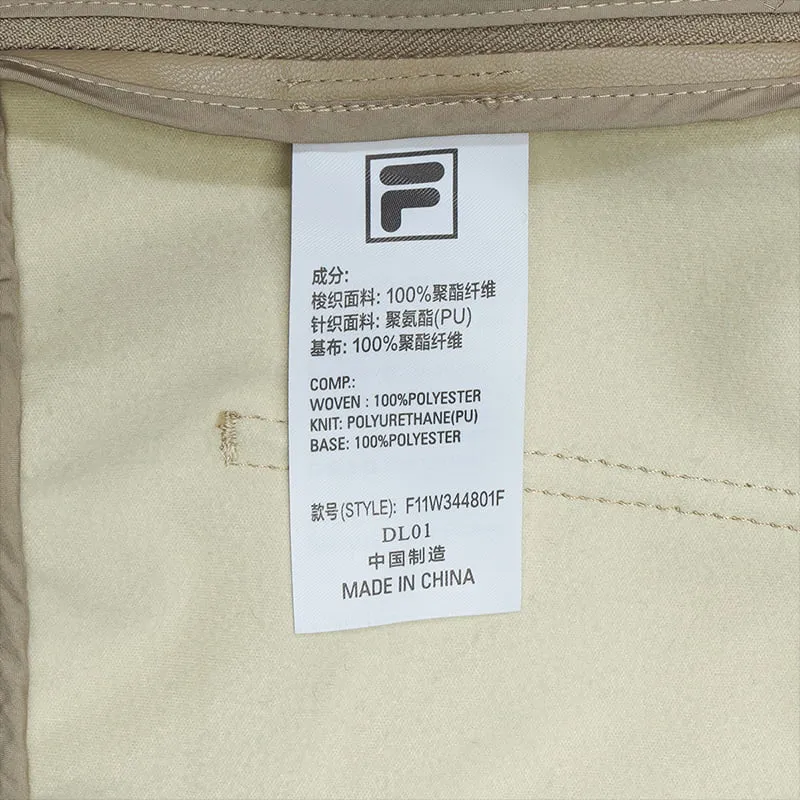 F
成分:
梭织面料: 100%聚酯纤维
针织面料: 聚氨酯(PU)
基布: 100%聚酯纤维
COMP.:
WOVEN : 100%POLYESTER
KNIT: POLYURETHANE(PU)
BASE: 100%POLYESTER
款号(STYLE): F11W344801F
DL01
中国制造
MADE IN CHINA